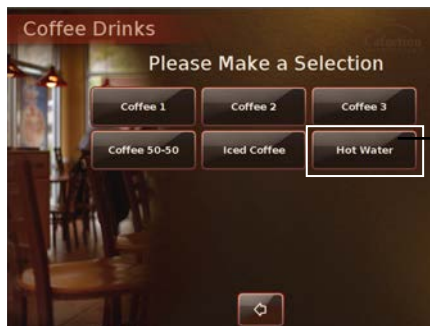 Coffee Drinks
Please Make a Selection
Coffee 1
Coffee 2
Coffee 3
Coffee 50-50
Iced Coffee
Hot Water